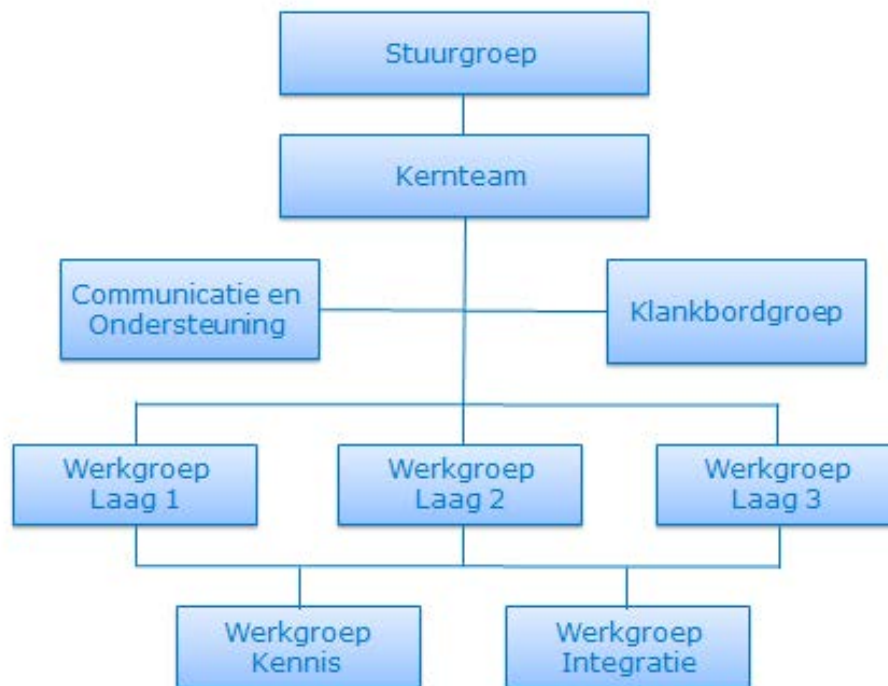 Stuurgroep
Kernteam
Communicatie en
Ondersteuning
Klankbordgroep
Werkgroep
Laag 1
Werkgroep
Laag 2
Werkgroep
Laag 3
Werkgroep
Kennis
Werkgroep
Integratie